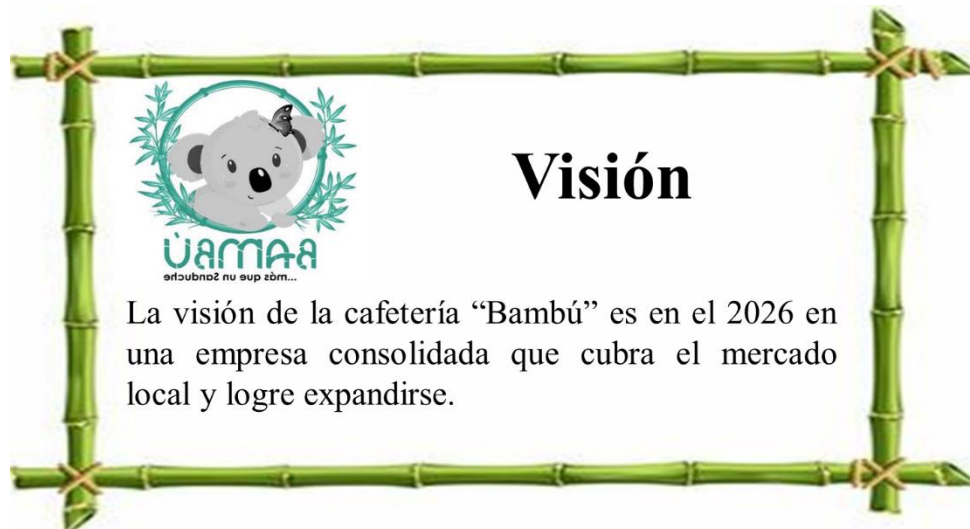 Visión
BAMBÚ
...más que un Sanduche
La visión de la cafetería “Bambú” es en el 2026 en
una empresa consolidada que cubra el mercado
local y logre expandirse.